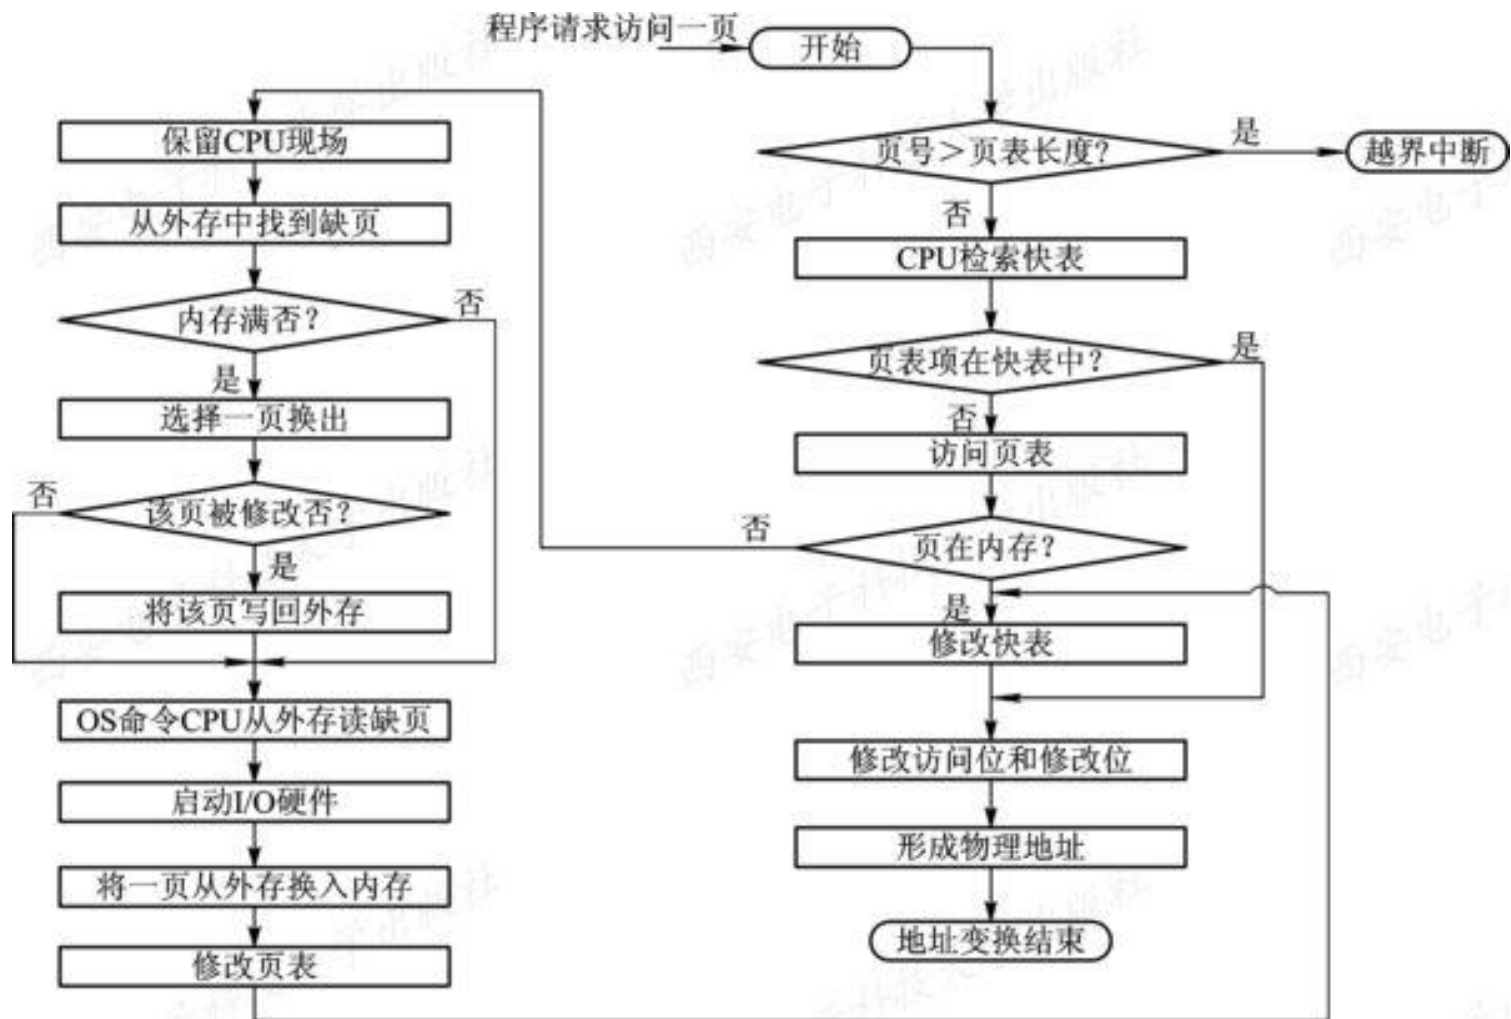 程序请求访问一页
开始
页号＞页表长度？
是
越界中断
否
CPU检索快表
页表项在快表中？
是
否
访问页表
页在内存？
否
是
修改快表
修改访问位和修改位
形成物理地址
地址变换结束
保留CPU现场
从外存中找到缺页
内存满否？
否
是
选择一页换出
该页被修改否？
否
是
将该页写回外存
OS命令CPU从外存读缺页
启动I/O硬件
将一页从外存换入内存
修改页表